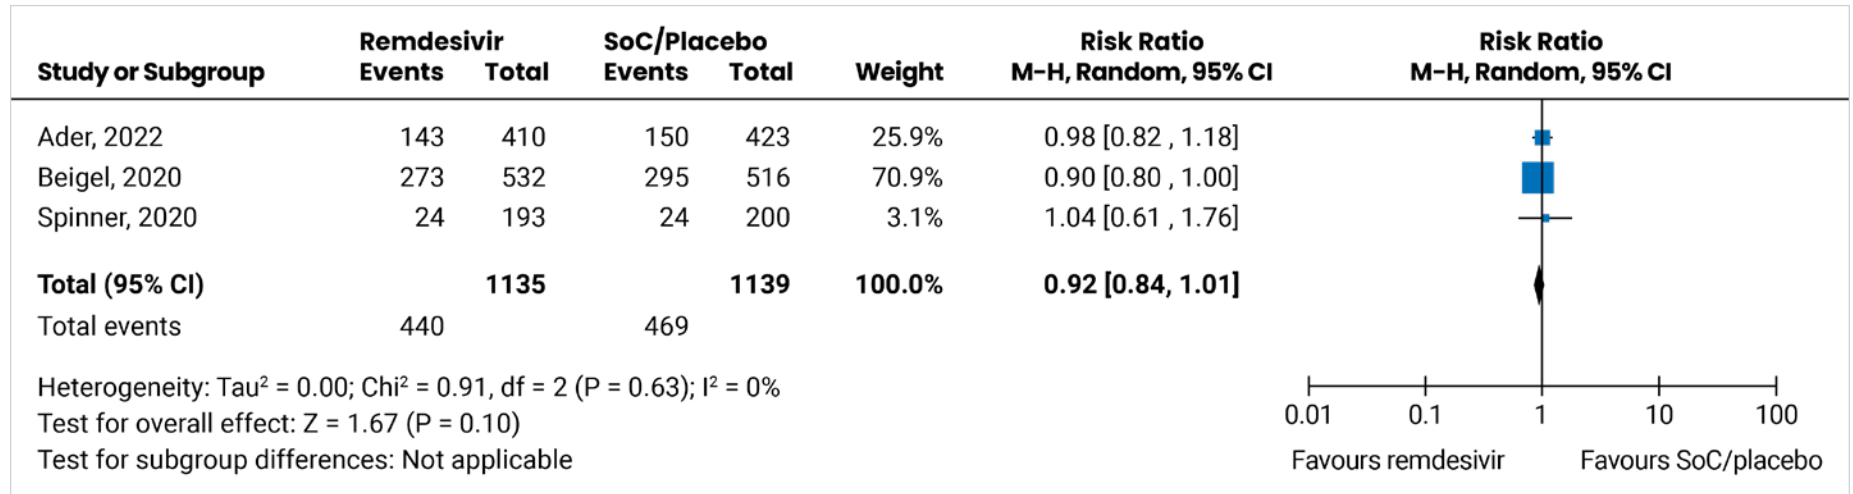 Remdesivir SoC/Placebo Risk Ratio Risk Ratio
Study or Subgroup Events Total Events Total Weight M-H, Random, 95% CI M-H, Random, 95% CI
Ader, 2022 143 410 150 423 25.9% 0.98 [0.82 , 1.18]
Beigel, 2020 273 532 295 516 70.9% 0.90 [0.80 , 1.00]
Spinner, 2020 24 193 24 200 3.1% 1.04 [0.61 , 1.76]
Total (95% CI) 1135 1139 100.0% 0.92 [0.84, 1.01]
Total events 440 469
Heterogeneity: Tau² = 0.00; Chi² = 0.91, df = 2 (P = 0.63); I² = 0%
Test for overall effect: Z = 1.67 (P = 0.10)
Test for subgroup differences: Not applicable
0.01 0.1 1 10 100
Favours remdesivir Favours SoC/placebo